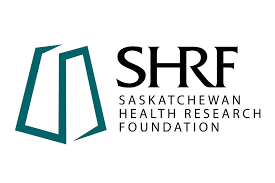 SHRF
SASKATCHEWAN
HEALTH RESEARCH
FOUNDATION